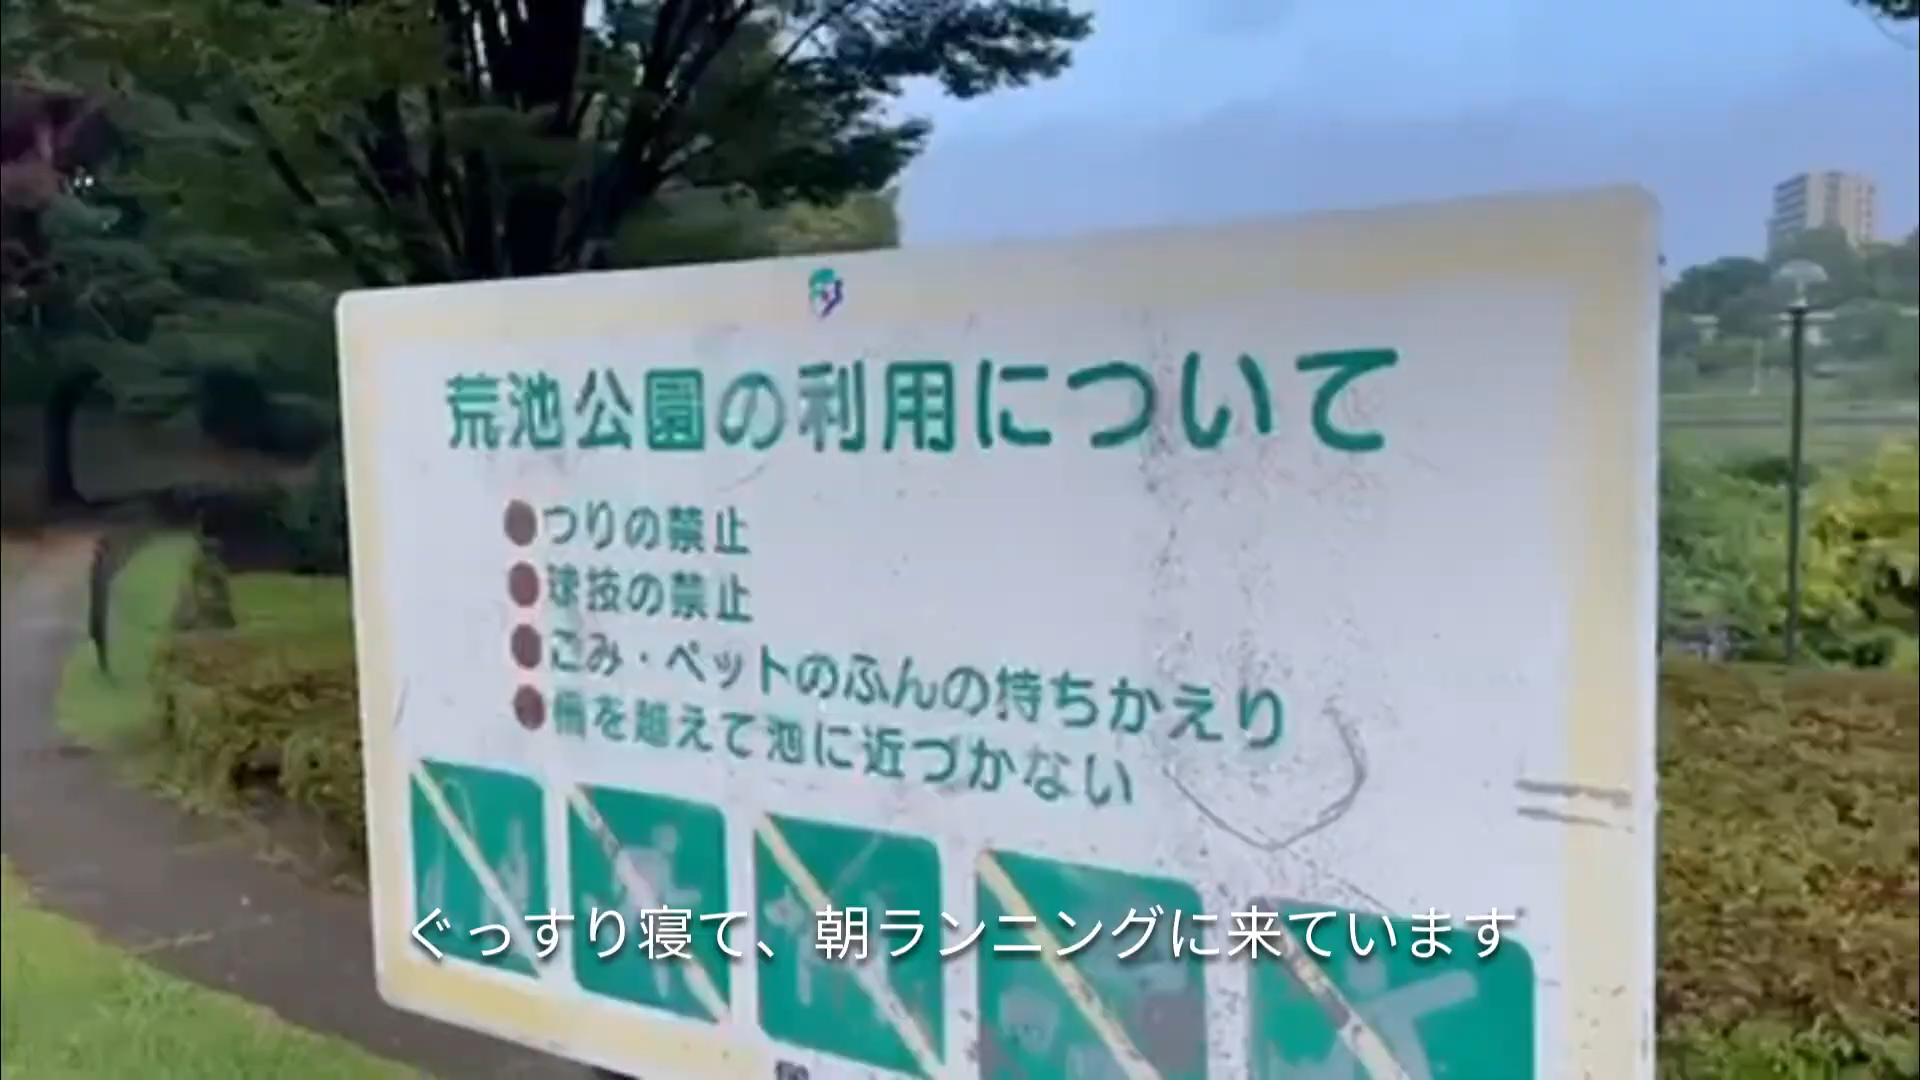 荒池公園の利用について
●つりの禁止
●球技の禁止
●ごみ・ペットのふんの持ちかえり
●柵を越えて池に近づかない
ぐっすり寝て、朝ランニングに来ています